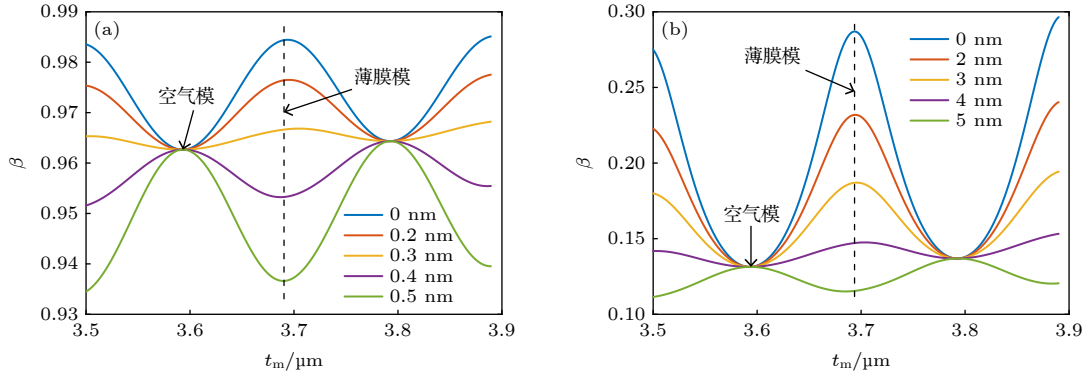 (a)
0.99
0.98
0.97
0.96
0.95
0.94
0.93
β
空气模
薄膜模
0 nm
0.2 nm
0.3 nm
0.4 nm
0.5 nm
3.5
3.6
3.7
3.8
3.9
t_m/μm
(b)
0.30
0.25
0.20
0.15
0.10
β
薄膜模
空气模
0 nm
2 nm
3 nm
4 nm
5 nm
3.5
3.6
3.7
3.8
3.9
t_m/μm